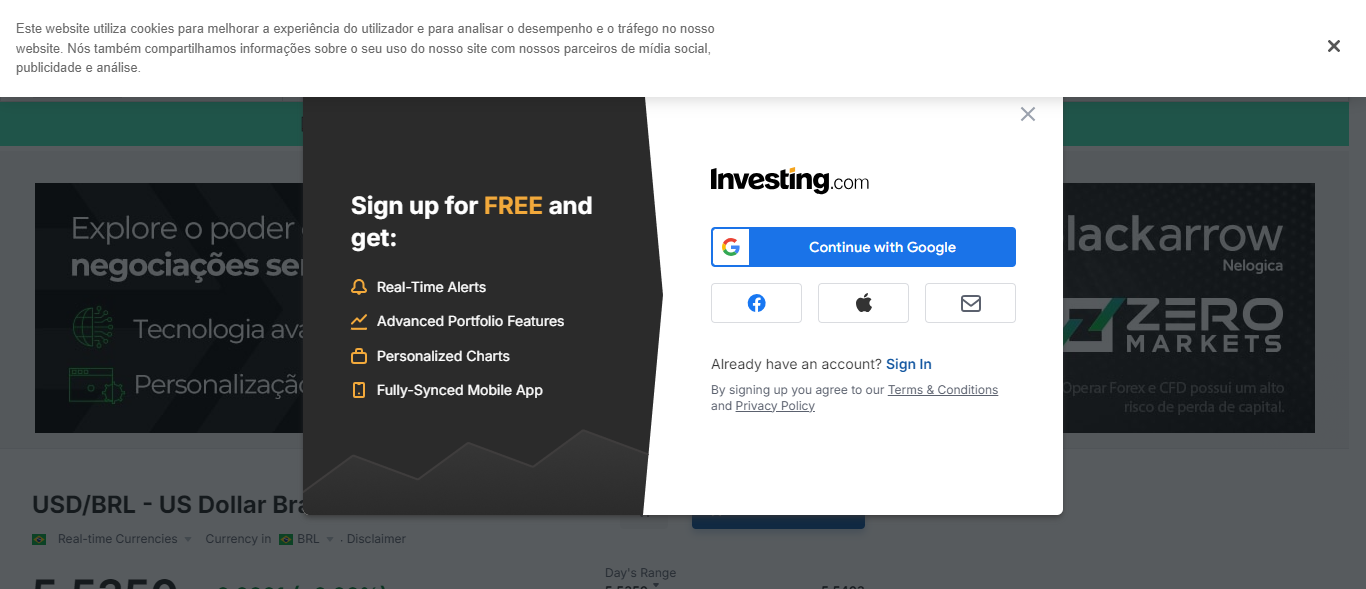 Este website utiliza cookies para melhorar a experiência do utilizador e para analisar o desempenho e o tráfego no nosso
website. Nós também compartilhamos informações sobre o seu uso do nosso site com nossos parceiros de mídia social,
publicidade e análise.
Explore o poder
negociações
Tecnologia
Personalização
Sign up for FREE and
get:
Real-Time Alerts
Advanced Portfolio Features
Personalized Charts
Fully-Synced Mobile App
Investing.com
Continue with Google
Already have an account? Sign In
By signing up you agree to our Terms & Conditions
and Privacy Policy
lackarrow
Nelogica
ZERO
MARKETS
Operar Forex e CFD possui um alto
risco de perda de capital.
USD/BRL - US Dollar Bra
Real-time Currencies Currency in BRL · Disclaimer
Day's Range